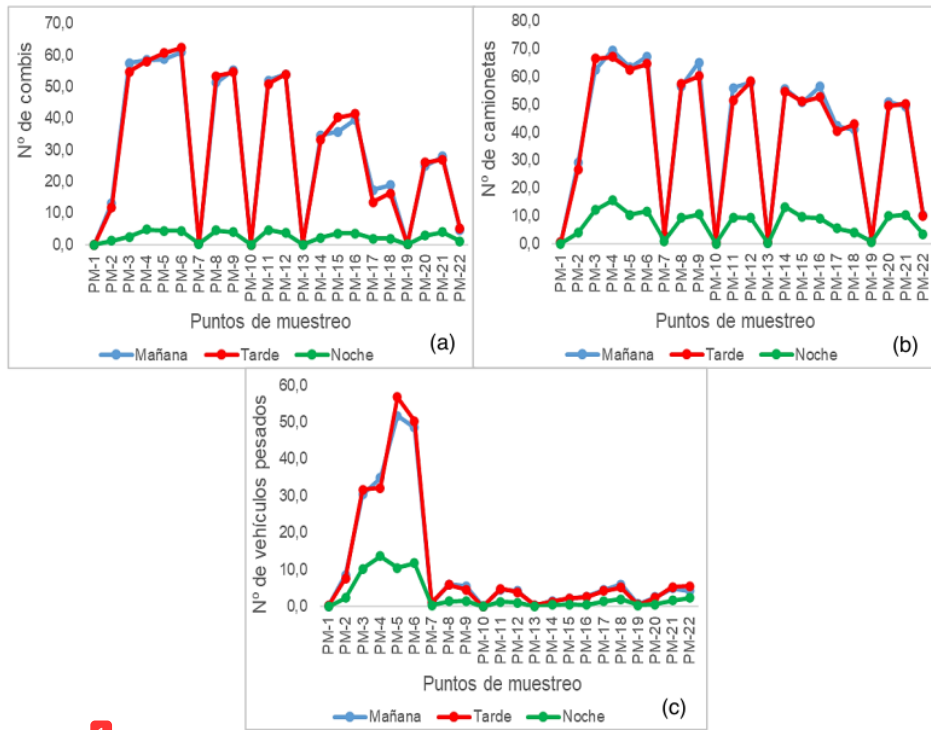 70,0
60,0
50,0
40,0
30,0
20,0
10,0
0,0
Nº de combis
PM-1
PM-2
PM-3
PM-4
PM-5
PM-6
PM-7
PM-8
PM-9
PM-10
PM-11
PM-12
PM-13
PM-14
PM-15
PM-16
PM-17
PM-18
PM-19
PM-20
PM-21
PM-22
Puntos de muestreo
Mañana Tarde Noche
(a)
80,0
70,0
60,0
50,0
40,0
30,0
20,0
10,0
0,0
Nº de camionetas
PM-1
PM-2
PM-3
PM-4
PM-5
PM-6
PM-7
PM-8
PM-9
PM-10
PM-11
PM-12
PM-13
PM-14
PM-15
PM-16
PM-17
PM-18
PM-19
PM-20
PM-21
PM-22
Puntos de muestreo
Mañana Tarde Noche
(b)
60,0
50,0
40,0
30,0
20,0
10,0
0,0
Nº de vehículos pesados
PM-1
PM-2
PM-3
PM-4
PM-5
PM-6
PM-7
PM-8
PM-9
PM-10
PM-11
PM-12
PM-13
PM-14
PM-15
PM-16
PM-17
PM-18
PM-19
PM-20
PM-21
PM-22
Puntos de muestreo
Mañana Tarde Noche
(c)